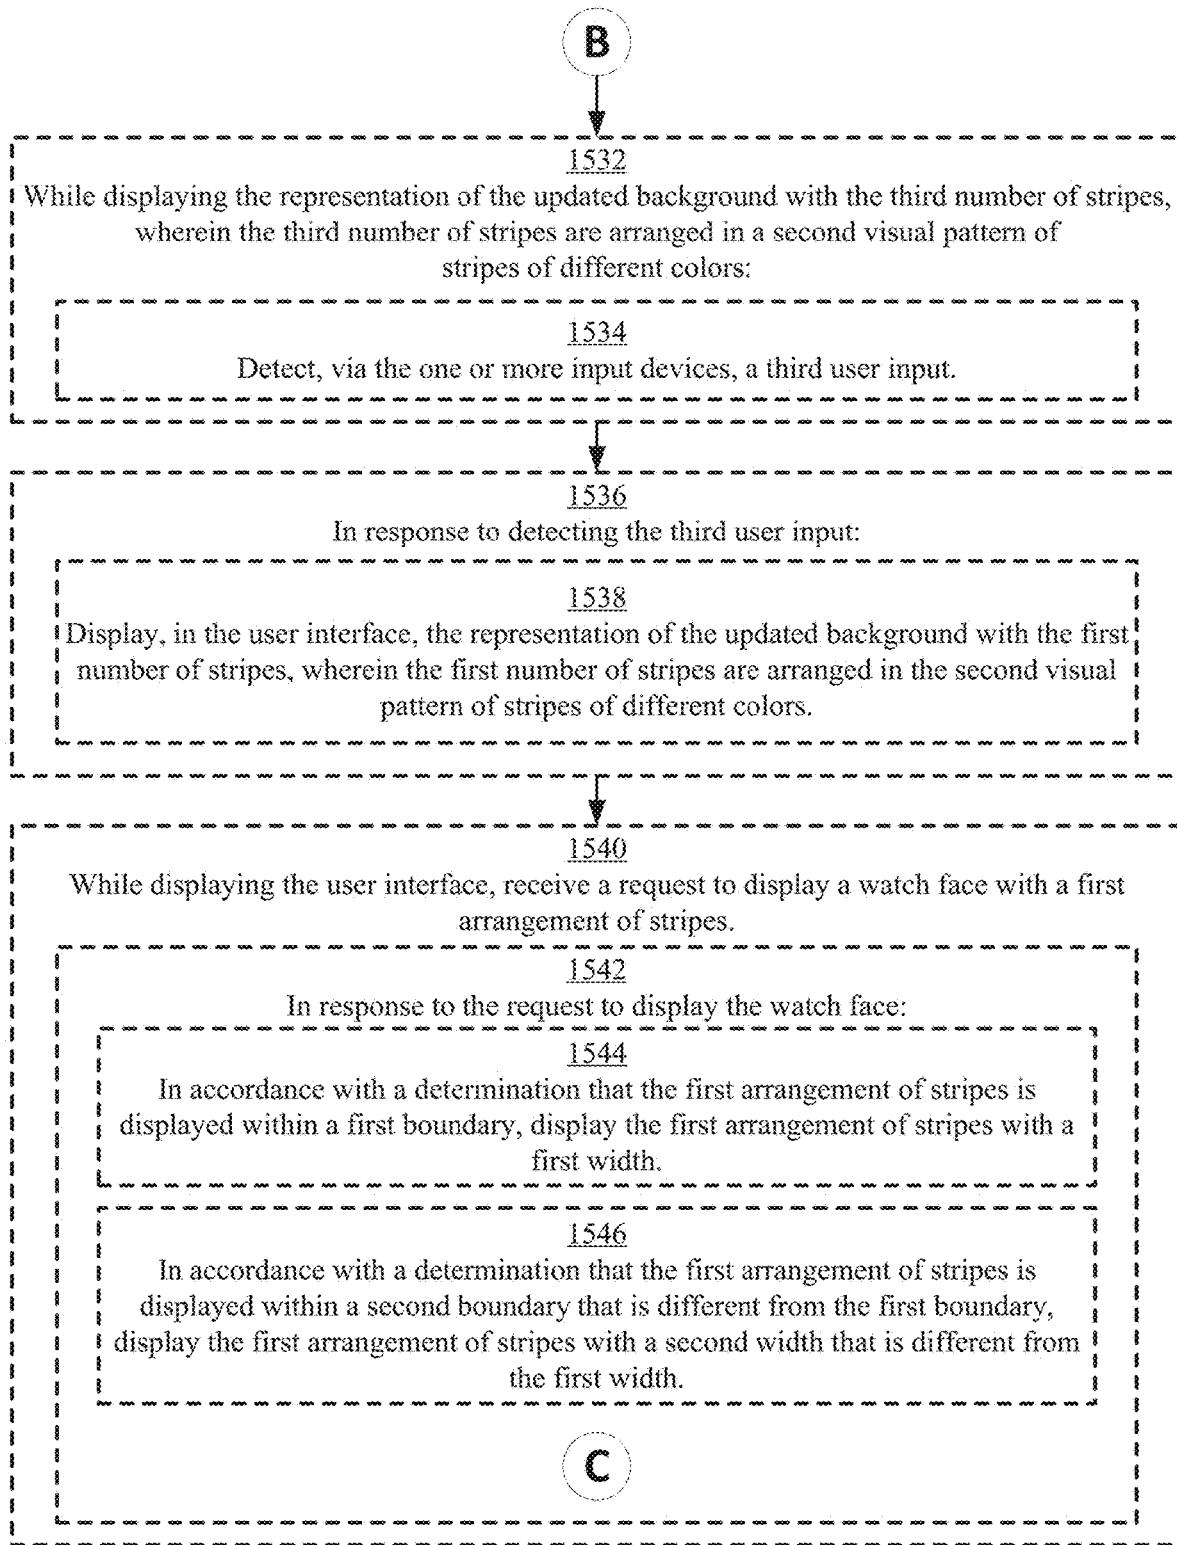 B
1532
While displaying the representation of the updated background with the third number of stripes,
wherein the third number of stripes are arranged in a second visual pattern of
stripes of different colors:
1534
Detect, via the one or more input devices, a third user input.
1536
In response to detecting the third user input:
1538
Display, in the user interface, the representation of the updated background with the first
number of stripes, wherein the first number of stripes are arranged in the second visual
pattern of stripes of different colors.
1540
While displaying the user interface, receive a request to display a watch face with a first
arrangement of stripes.
1542
In response to the request to display the watch face:
1544
In accordance with a determination that the first arrangement of stripes is
displayed within a first boundary, display the first arrangement of stripes with a
first width.
1546
In accordance with a determination that the first arrangement of stripes is
displayed within a second boundary that is different from the first boundary,
display the first arrangement of stripes with a second width that is different from
the first width.
C